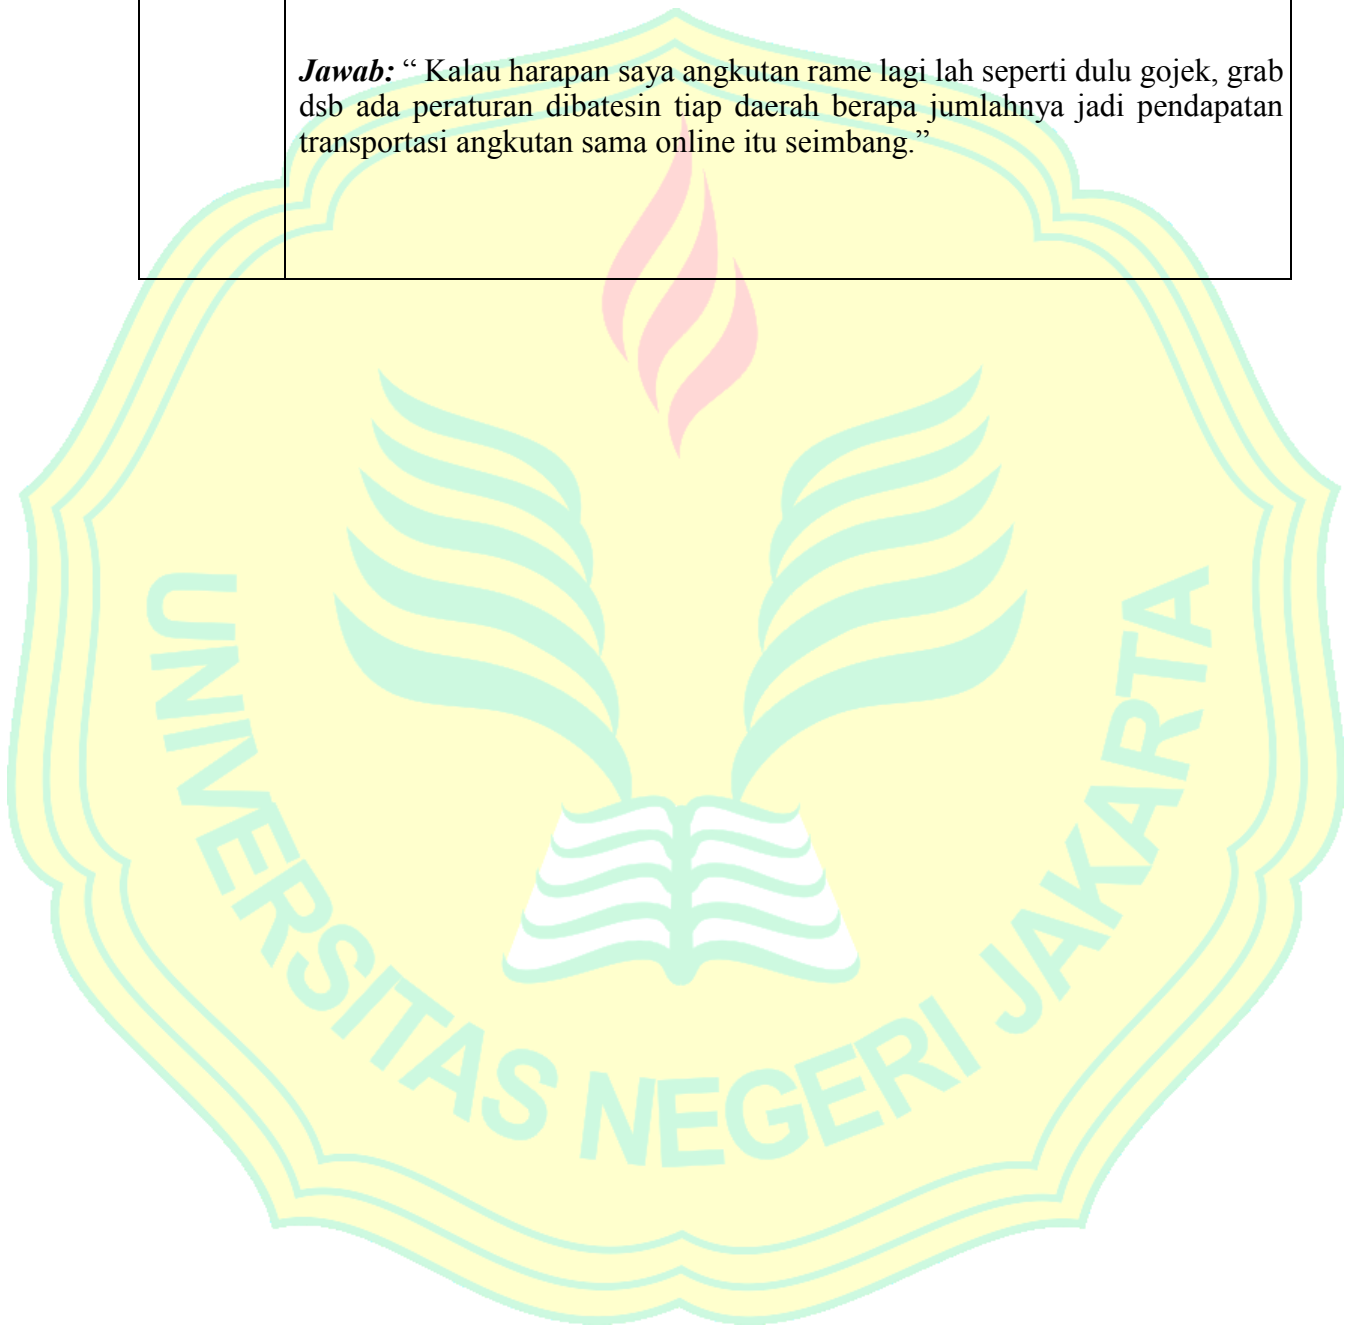 Jawab: “ Kalau harapan saya angkutan rame lagi lah seperti dulu gojek, grab
dsb ada peraturan dibatesin tiap daerah berapa jumlahnya jadi pendapatan
transportasi angkutan sama online itu seimbang.”
UNIVERSITAS NEGERI JAKARTA